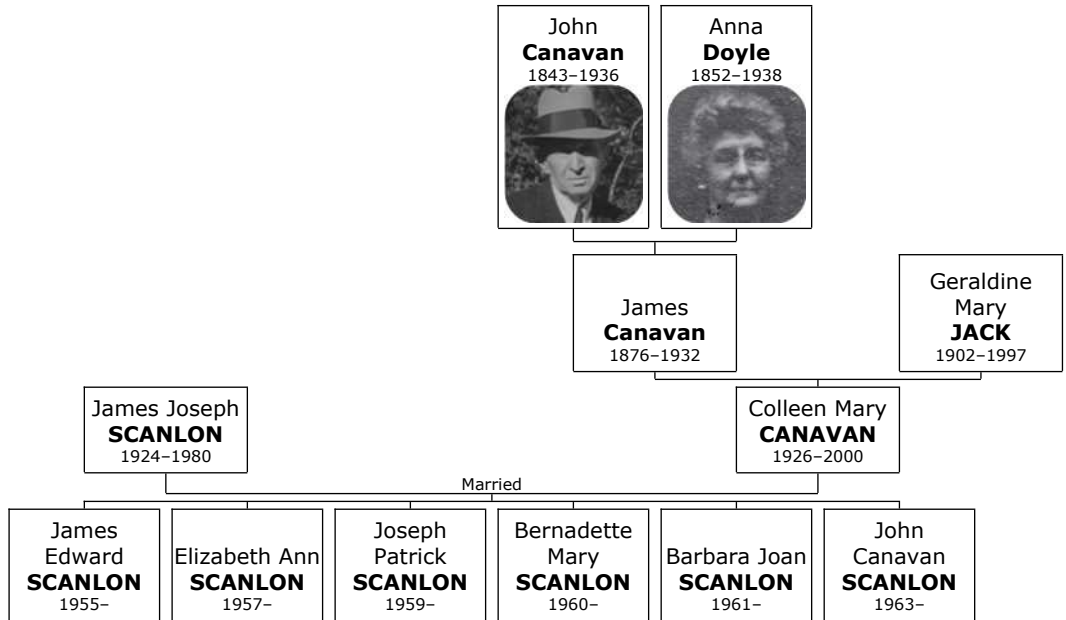 John
Canavan
1843–1936
Anna
Doyle
1852–1938
James
Canavan
1876–1932
Geraldine
Mary
JACK
1902–1997
James Joseph
SCANLON
1924–1980
Colleen Mary
CANAVAN
1926–2000
Married
James
Edward
SCANLON
1955–
Elizabeth Ann
SCANLON
1957–
Joseph
Patrick
SCANLON
1959–
Bernadette
Mary
SCANLON
1960–
Barbara Joan
SCANLON
1961–
John
Canavan
SCANLON
1963–